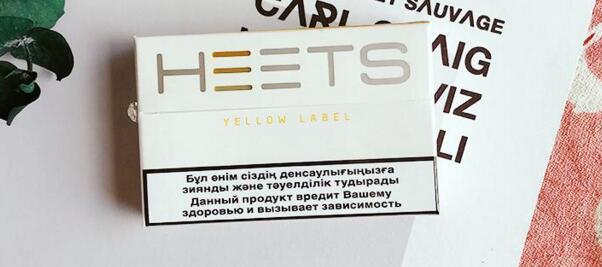 SAUVAGE
CARL
AIG
VIZ
LI
HEETS
YELLOW LABEL
Бұл өнім сіздің денсаулығыңызға
зиянды және тәуелділік тудырады
Данный продукт вредит Вашему
здоровью и вызывает зависимость